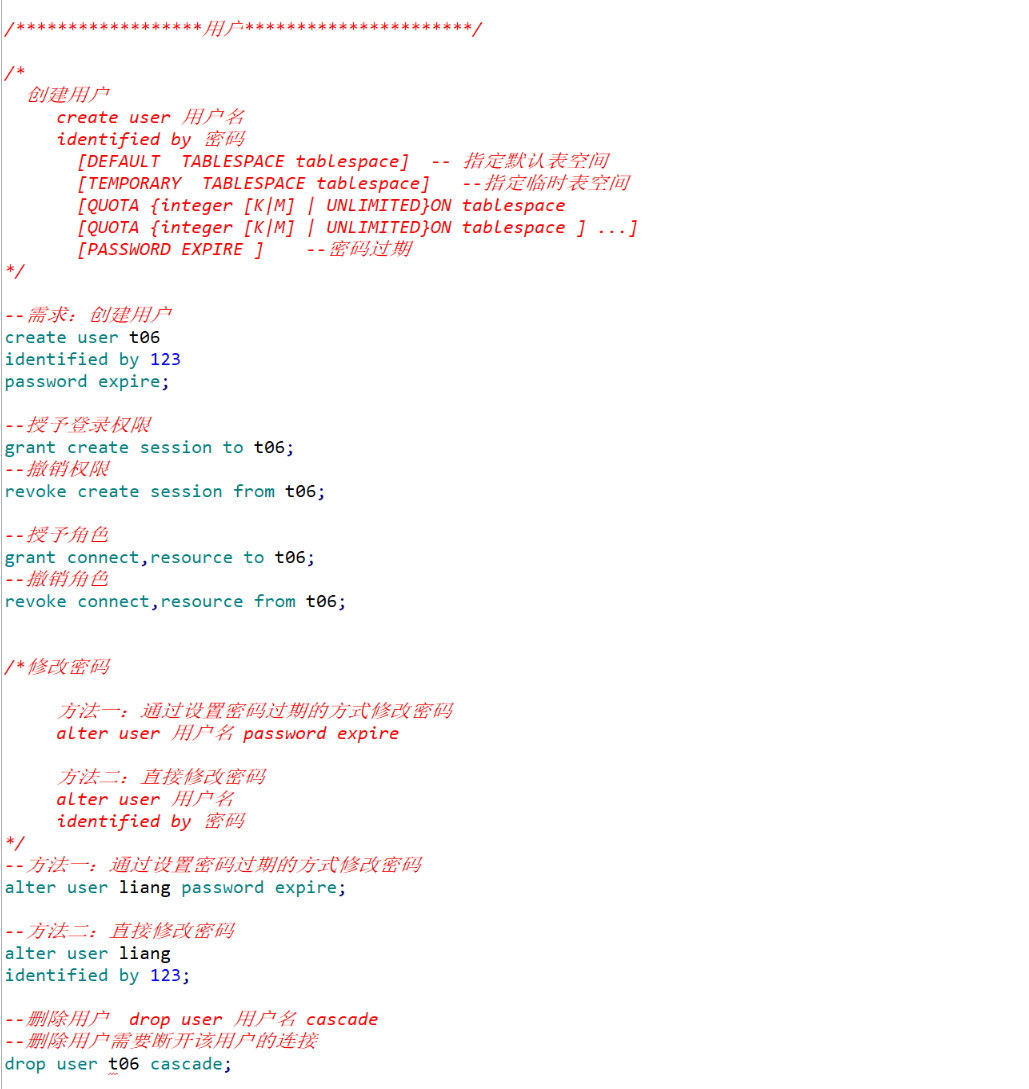 /******************用户**********************/
/*
创建用户
create user 用户名
identified by 密码
[DEFAULT  TABLESPACE tablespace]  -- 指定默认表空间
[TEMPORARY  TABLESPACE tablespace]   --指定临时表空间
[QUOTA {integer [K|M] | UNLIMITED}ON tablespace
[QUOTA {integer [K|M] | UNLIMITED}ON tablespace ] ...]
[PASSWORD EXPIRE ]    --密码过期
*/
--需求：创建用户
create user t06
identified by 123
password expire;
--授予登录权限
grant create session to t06;
--撤销权限
revoke create session from t06;
--授予角色
grant connect,resource to t06;
--撤销角色
revoke connect,resource from t06;
/*修改密码
方法一：通过设置密码过期的方式修改密码
alter user 用户名 password expire
方法二：直接修改密码
alter user 用户名
identified by 密码
*/
--方法一：通过设置密码过期的方式修改密码
alter user liang password expire;
--方法二：直接修改密码
alter user liang
identified by 123;
--删除用户  drop user 用户名 cascade
--删除用户需要断开该用户的连接
drop user t06 cascade;